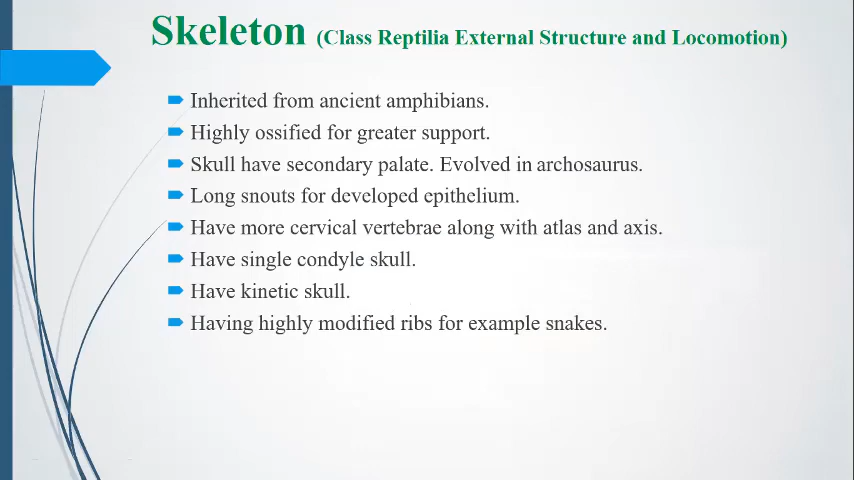 Skeleton (Class Reptilia External Structure and Locomotion)
Inherited from ancient amphibians.
Highly ossified for greater support.
Skull have secondary palate. Evolved in archosaurus.
Long snouts for developed epithelium.
Have more cervical vertebrae along with atlas and axis.
Have single condyle skull.
Have kinetic skull.
Having highly modified ribs for example snakes.